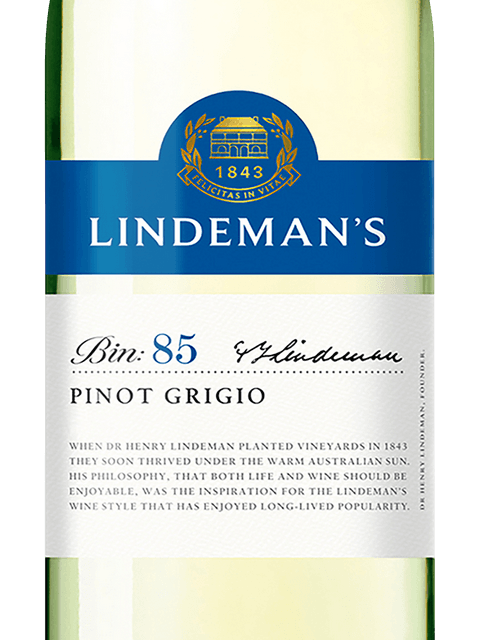 1843
FELICITAS IN VITAE
LINDEMAN'S
Bin: 85 HJLindeman
PINOT GRIGIO
WHEN DR HENRY LINDEMAN PLANTED VINEYARDS IN 1843
THEY SOON THRIVED UNDER THE WARM AUSTRALIAN SUN.
HIS PHILOSOPHY, THAT BOTH LIFE AND WINE SHOULD BE
ENJOYABLE, WAS THE INSPIRATION FOR THE LINDEMAN'S
WINE STYLE THAT HAS ENJOYED LONG-LIVED POPULARITY.
DR HENRY LINDEMAN, FOUNDER.